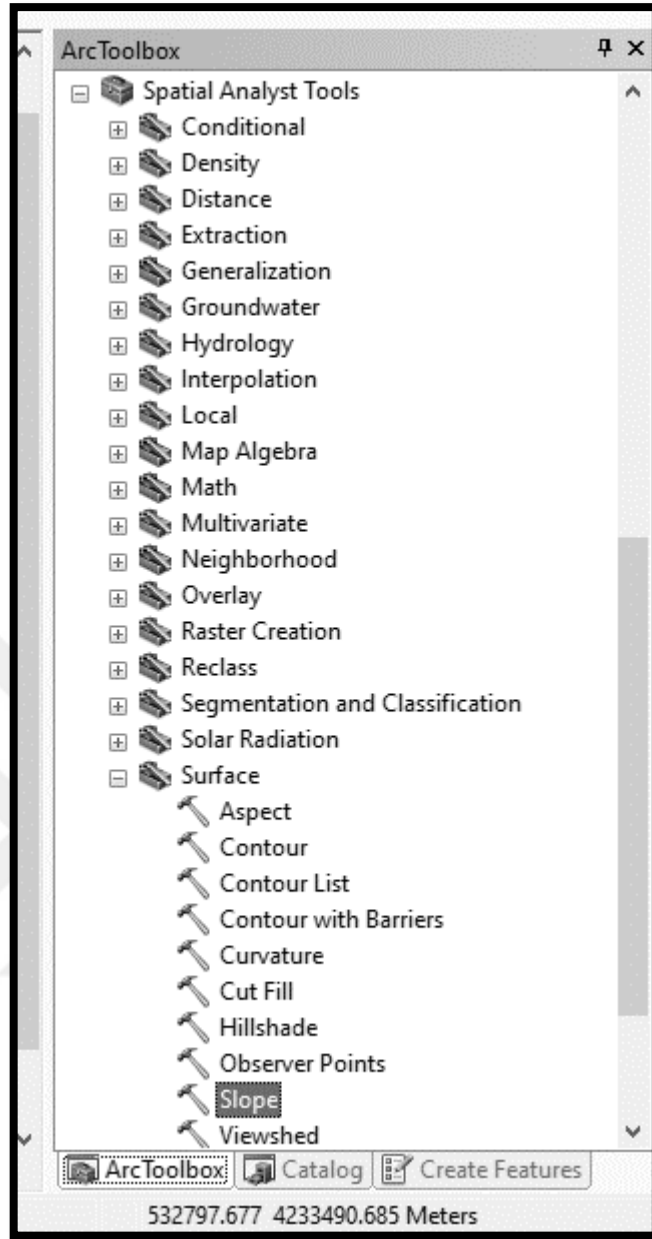 ArcToolbox
Spatial Analyst Tools
Conditional
Density
Distance
Extraction
Generalization
Groundwater
Hydrology
Interpolation
Local
Map Algebra
Math
Multivariate
Neighborhood
Overlay
Raster Creation
Reclass
Segmentation and Classification
Solar Radiation
Surface
Aspect
Contour
Contour List
Contour with Barriers
Curvature
Cut Fill
Hillshade
Observer Points
Slope
Viewshed
ArcToolbox Catalog Create Features
532797.677 4233490.685 Meters